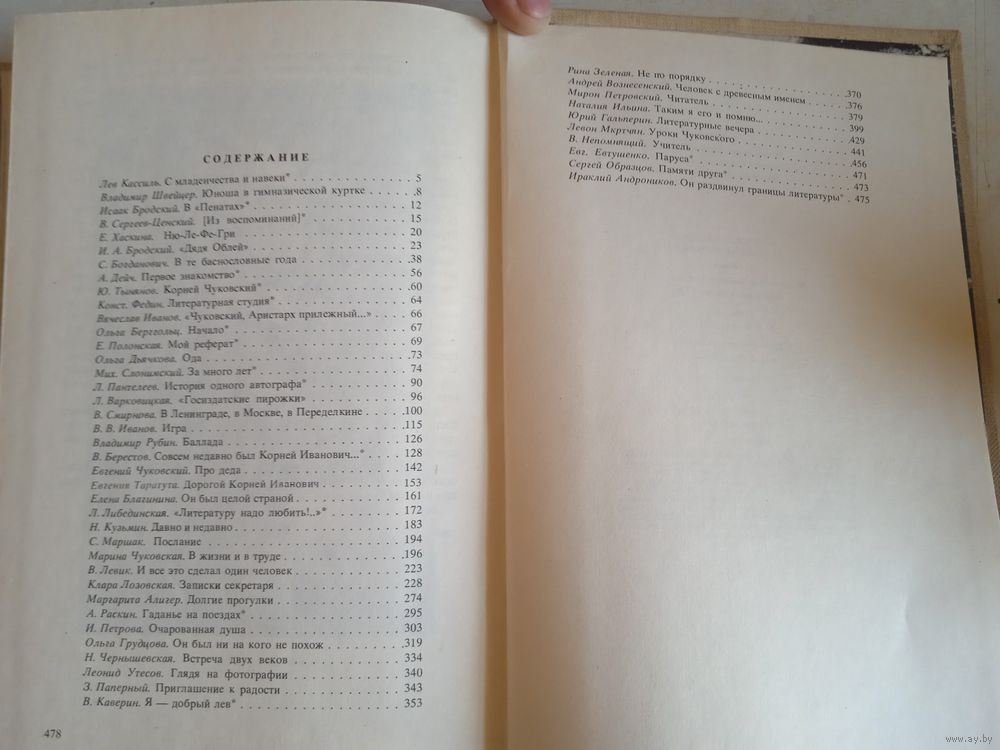 СОДЕРЖАНИЕ
Лев Кассиль. С младенчества и навеки* . . . . . . . . . . . 5
Владимир Швейцер. Юноша в гимназической куртке . . . . . . .8
Исаак Бродский. В «Пенатах»* . . . . . . . . . . . 12
В. Сергеев-Ценский. [Из воспоминаний]* . . . . . . . . . 15
Е. Хаскина. Ню-Ле-Фе-Гри . . . . . . . . . . . 20
И. А. Бродский. «Дядя Облей» . . . . . . . . . . . 23
С. Богданович. В те баснословные года . . . . . . . . . .38
А. Дейч. Первое знакомство* . . . . . . . . . . . 56
Ю. Тынянов. Корней Чуковский* . . . . . . . . . . .60
Конст. Федин. Литературная студия* . . . . . . . . . . 64
Вячеслав Иванов. «Чуковский, Аристарх прилежный...» . . . . 66
Ольга Берггольц. Начало* . . . . . . . . . . . 67
Е. Полонская. Мой реферат* . . . . . . . . . . . 69
Ольга Дьячкова. Ода . . . . . . . . . . . .73
Мих. Слонимский. За много лет* . . . . . . . . . . . 74
Л. Пантелеев. История одного автографа* . . . . . . . . . 90
Л. Варковицкая. «Госиздатские пирожки» . . . . . . . . . 96
В. Смирнова. В Ленинграде, в Москве, в Переделкине . . . . .100
В. В. Иванов. Игра . . . . . . . . . . . .115
Владимир Рубин. Баллада . . . . . . . . . . . 126
В. Берестов. Совсем недавно был Корней Иванович...* . . . . 128
Евгений Чуковский. Про деда . . . . . . . . . . . 142
Евгения Таратута. Дорогой Корней Иванович . . . . . . . . 153
Елена Благинина. Он был целой страной . . . . . . . . . 161
Л. Либединская. «Литературу надо любить!..»* . . . . . . . 172
Н. Кузьмин. Давно и недавно . . . . . . . . . . . 183
С. Маршак. Послание . . . . . . . . . . . 194
Марина Чуковская. В жизни и в труде . . . . . . . . . .196
В. Левик. И все это сделал один человек . . . . . . . . . 223
Клара Лозовская. Записки секретаря . . . . . . . . . . 228
Маргарита Алигер. Долгие прогулки . . . . . . . . . . 274
А. Раскин. Гаданье на поездах* . . . . . . . . . . . 295
И. Петрова. Очарованная душа . . . . . . . . . . . 303
Ольга Грудцова. Он был ни на кого не похож . . . . . . . .319
Н. Чернышевская. Встреча двух веков . . . . . . . . . . 334
Леонид Утесов. Глядя на фотографии . . . . . . . . . . 340
З. Паперный. Приглашение к радости . . . . . . . . . . 343
В. Каверин. Я — добрый лев* . . . . . . . . . . . 353
478
Рина Зеленая. Не по порядку . . . . . . . . . . .370
Андрей Вознесенский. Человек с древесным именем . . . . .376
Мирон Петровский. Читатель . . . . . . . . . . . 379
Наталия Ильина. Таким я его и помню... . . . . . . . . . 399
Юрий Гальперин. Литературные вечера . . . . . . . . . .429
Левон Мкртчян. Уроки Чуковского . . . . . . . . . . 441
В. Непомнящий. Учитель . . . . . . . . . . . .456
Евг. Евтушенко. Паруса* . . . . . . . . . . . 471
Сергей Образцов. Памяти друга* . . . . . . . . . . . 473
Ираклий Андроников. Он раздвинул границы литературы* . 475
www.ay.by